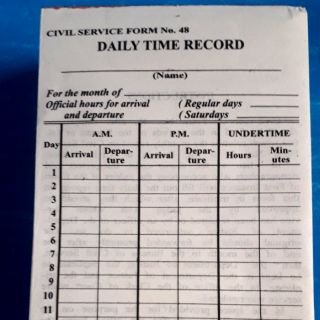 CIVIL SERVICE FORM No. 48
DAILY TIME RECORD
(Name)
For the month of
Official hours for arrival ( Regular days
and departure ( Saturdays
Day A.M. P.M. UNDERTIME
Arrival Depar-ture Arrival Depar-ture Hours Min-utes
1
2
3
4
5
6
7
8
9
10
11